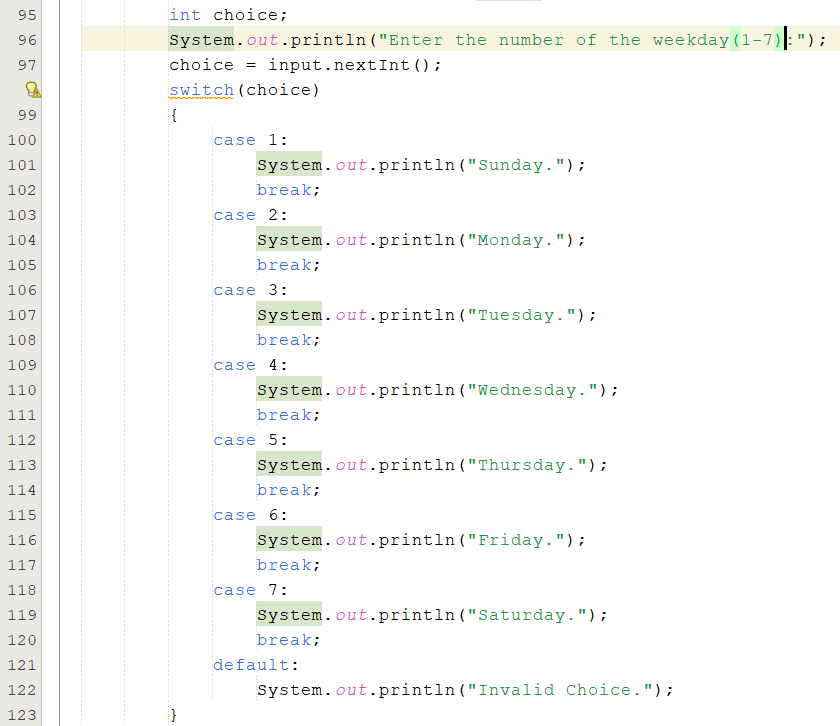 95 int choice;
96 System.out.println("Enter the number of the weekday(1-7):");
97 choice = input.nextInt();
switch(choice)
99 {
100 case 1:
101 System.out.println("Sunday.");
102 break;
103 case 2:
104 System.out.println("Monday.");
105 break;
106 case 3:
107 System.out.println("Tuesday.");
108 break;
109 case 4:
110 System.out.println("Wednesday.");
111 break;
112 case 5:
113 System.out.println("Thursday.");
114 break;
115 case 6:
116 System.out.println("Friday.");
117 break;
118 case 7:
119 System.out.println("Saturday.");
120 break;
121 default:
122 System.out.println("Invalid Choice.");
123 }